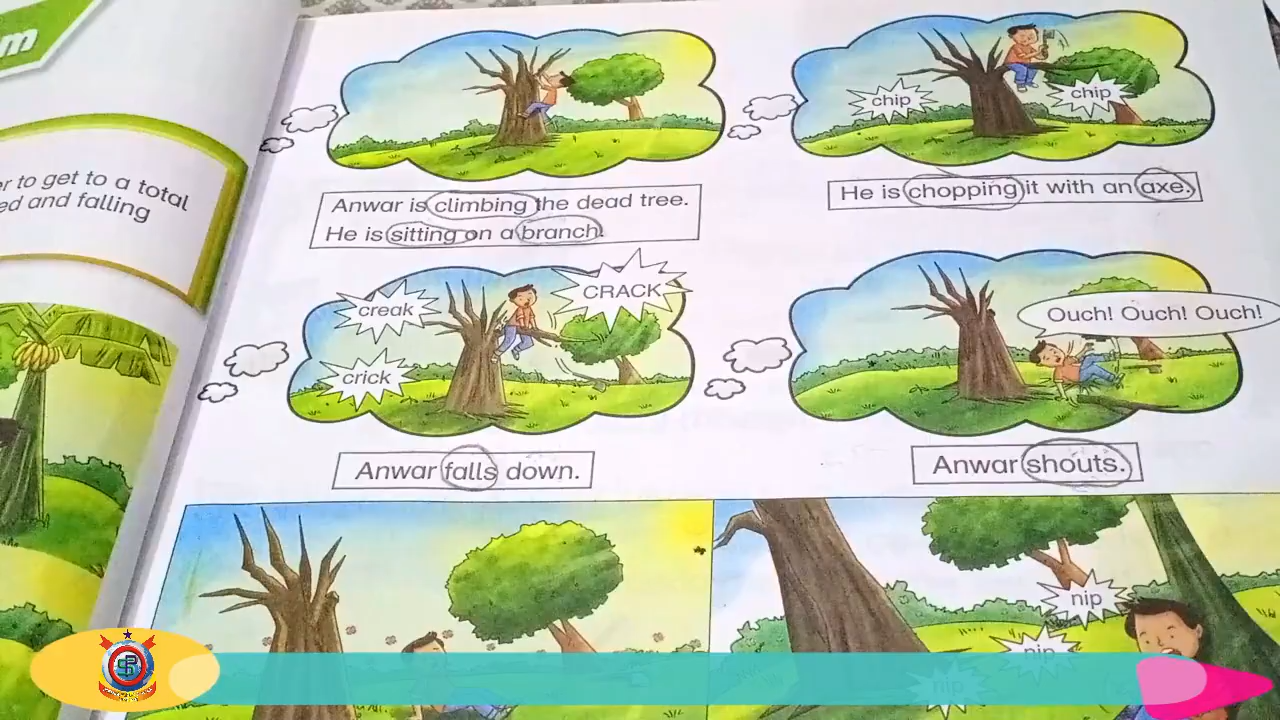 m
er to get to a total
ed and falling
Anwar is climbing the dead tree.
He is sitting on a branch.
chip
chip
He is chopping it with an axe.
creak
crick
CRACK
Anwar falls down.
Ouch! Ouch! Ouch!
Anwar shouts.
nip
nip
nip